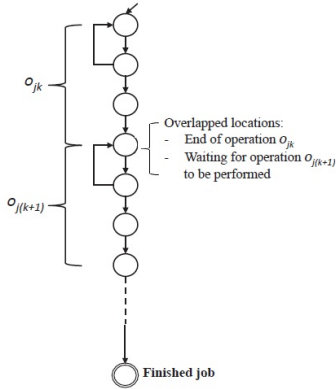 O_jk
Overlapped locations:
- End of operation O_jk
- Waiting for operation O_j(k+1)
to be performed
O_j(k+1)
Finished job